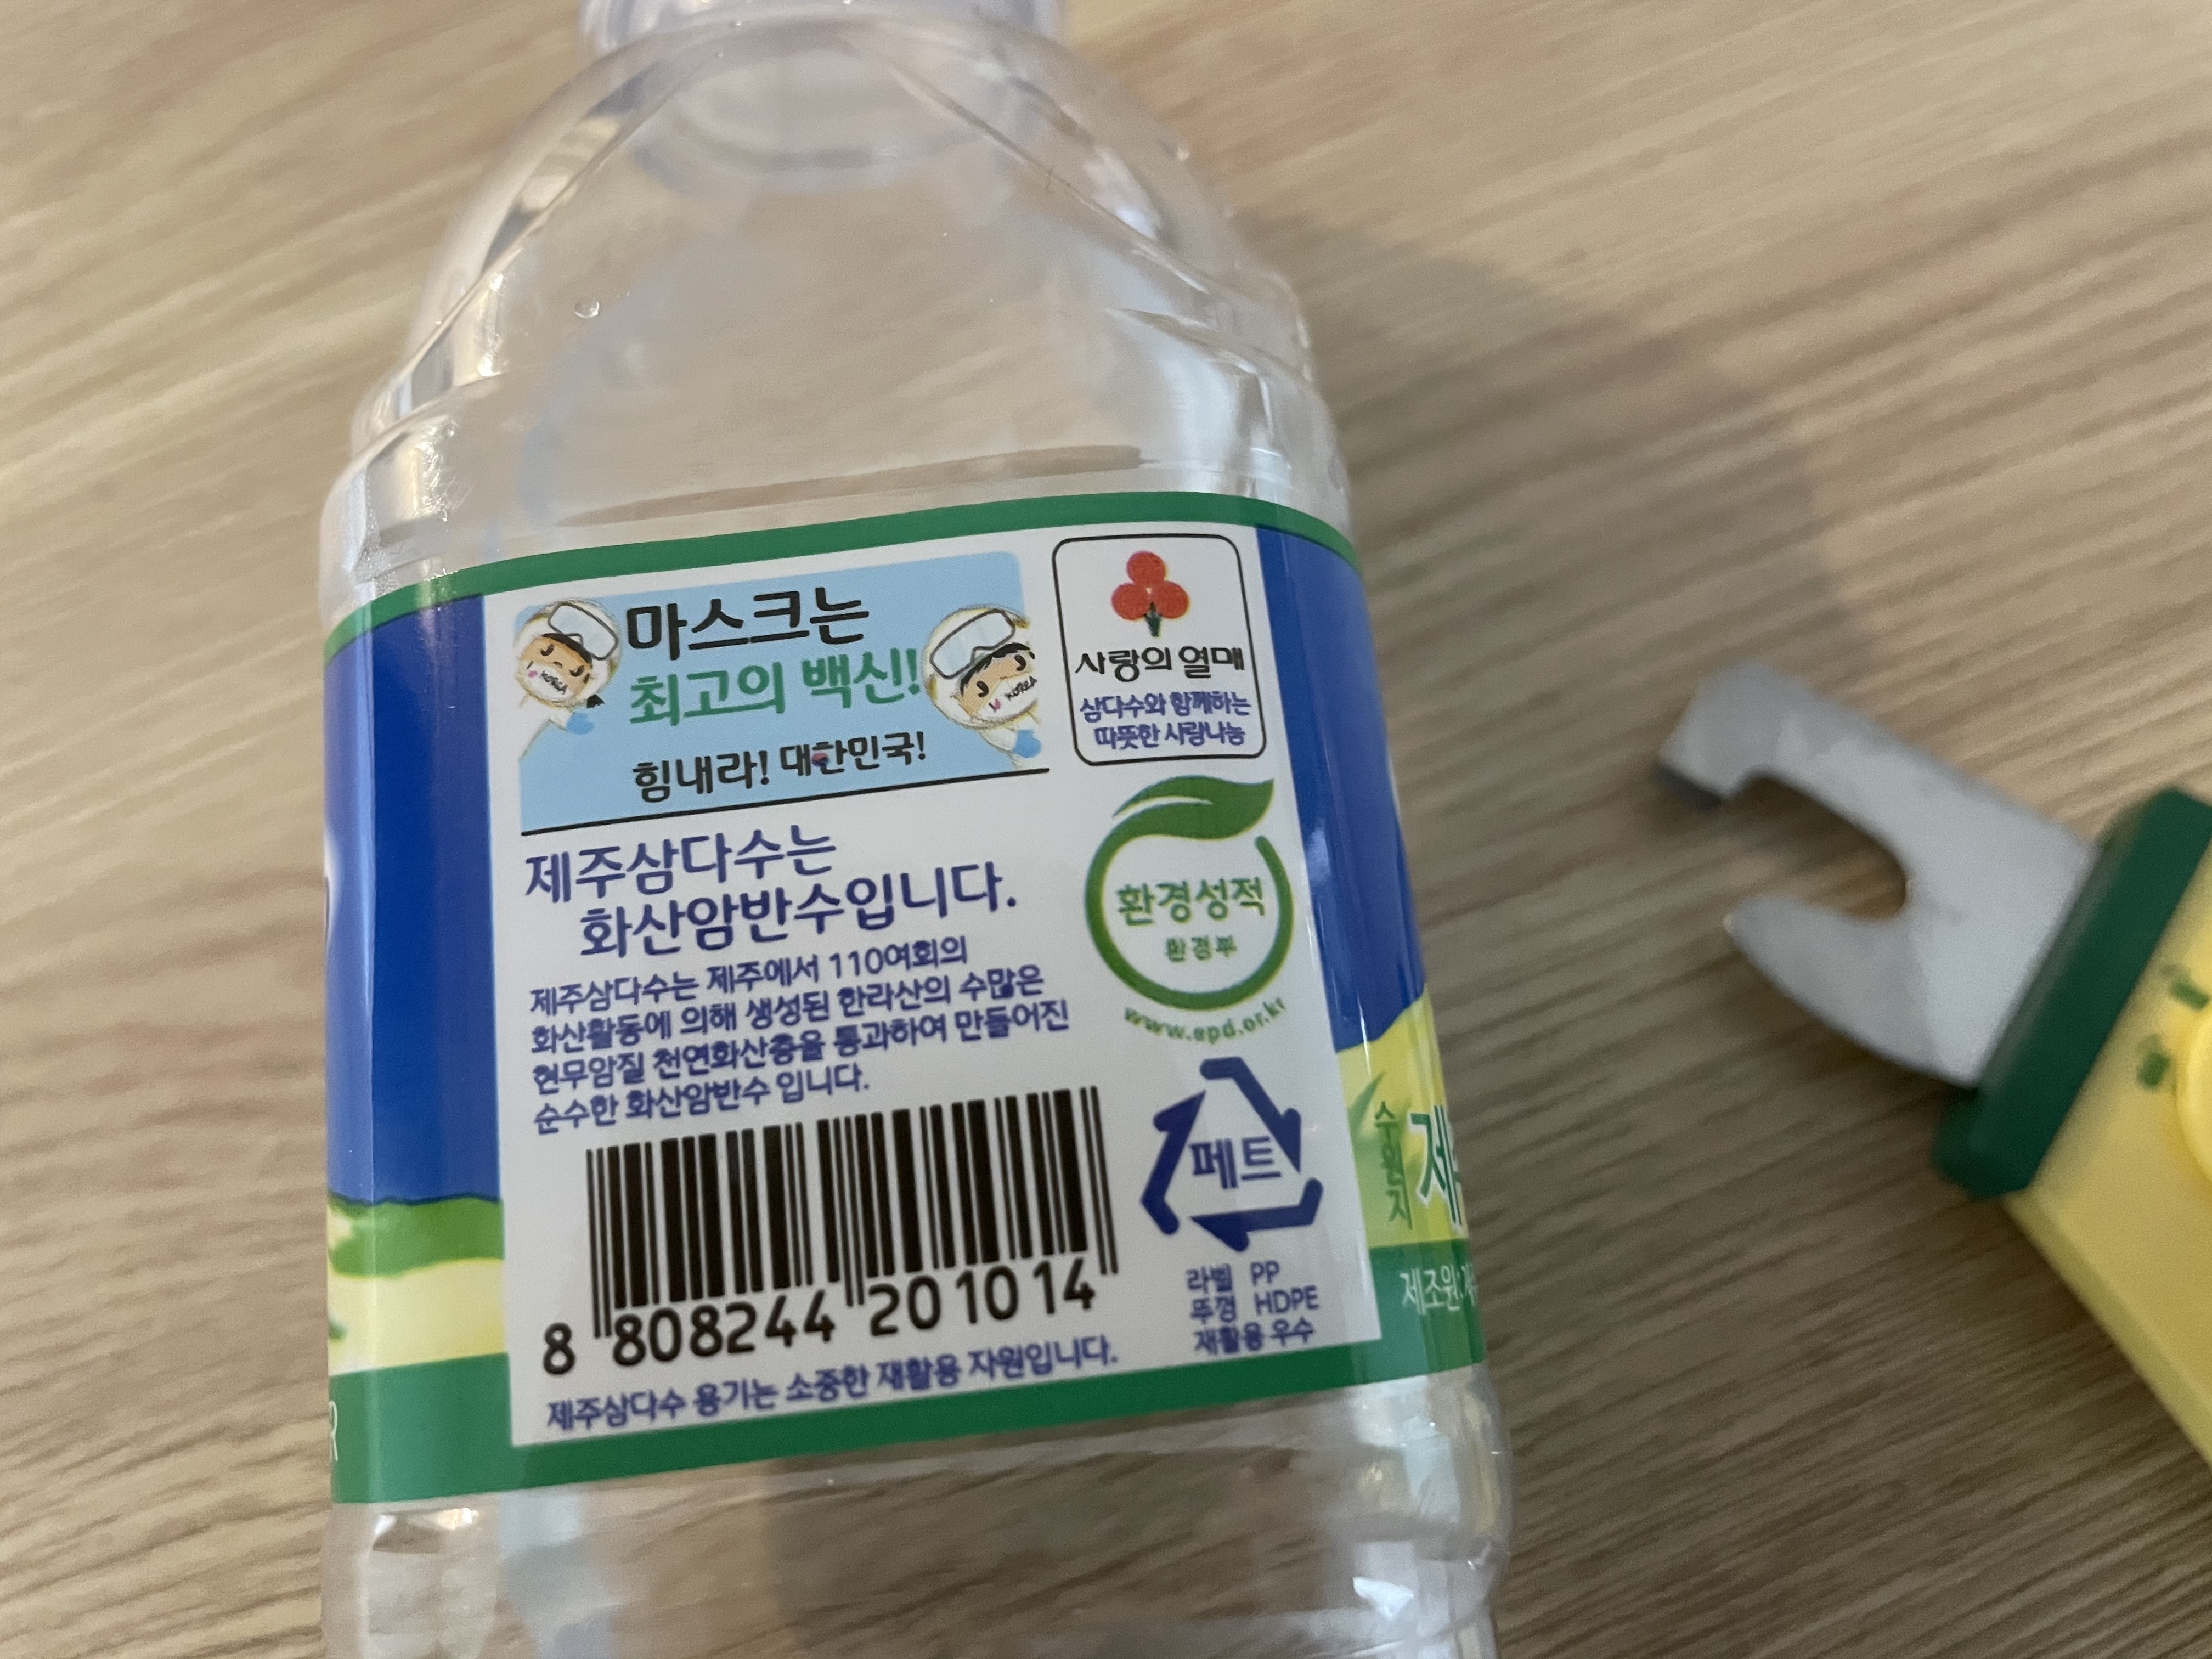 마스크는
최고의 백신!
힘내라! 대한민국!
KOREA
KOREA
사랑의열매
삼다수와 함께하는
따뜻한 사랑나눔
제주삼다수는
화산암반수입니다.
제주삼다수는 제주에서 110여회의
화산활동에 의해 생성된 한라산의 수많은
현무암질 천연화산층을 통과하여 만들어진
순수한 화산암반수 입니다.
환경성적
환경부
www.epd.or.kr
페트
라벨 PP
뚜껑 HDPE
재활용 우수
8 808244 201014
제주삼다수 용기는 소중한 재활용 자원입니다.
수원지
제조원: